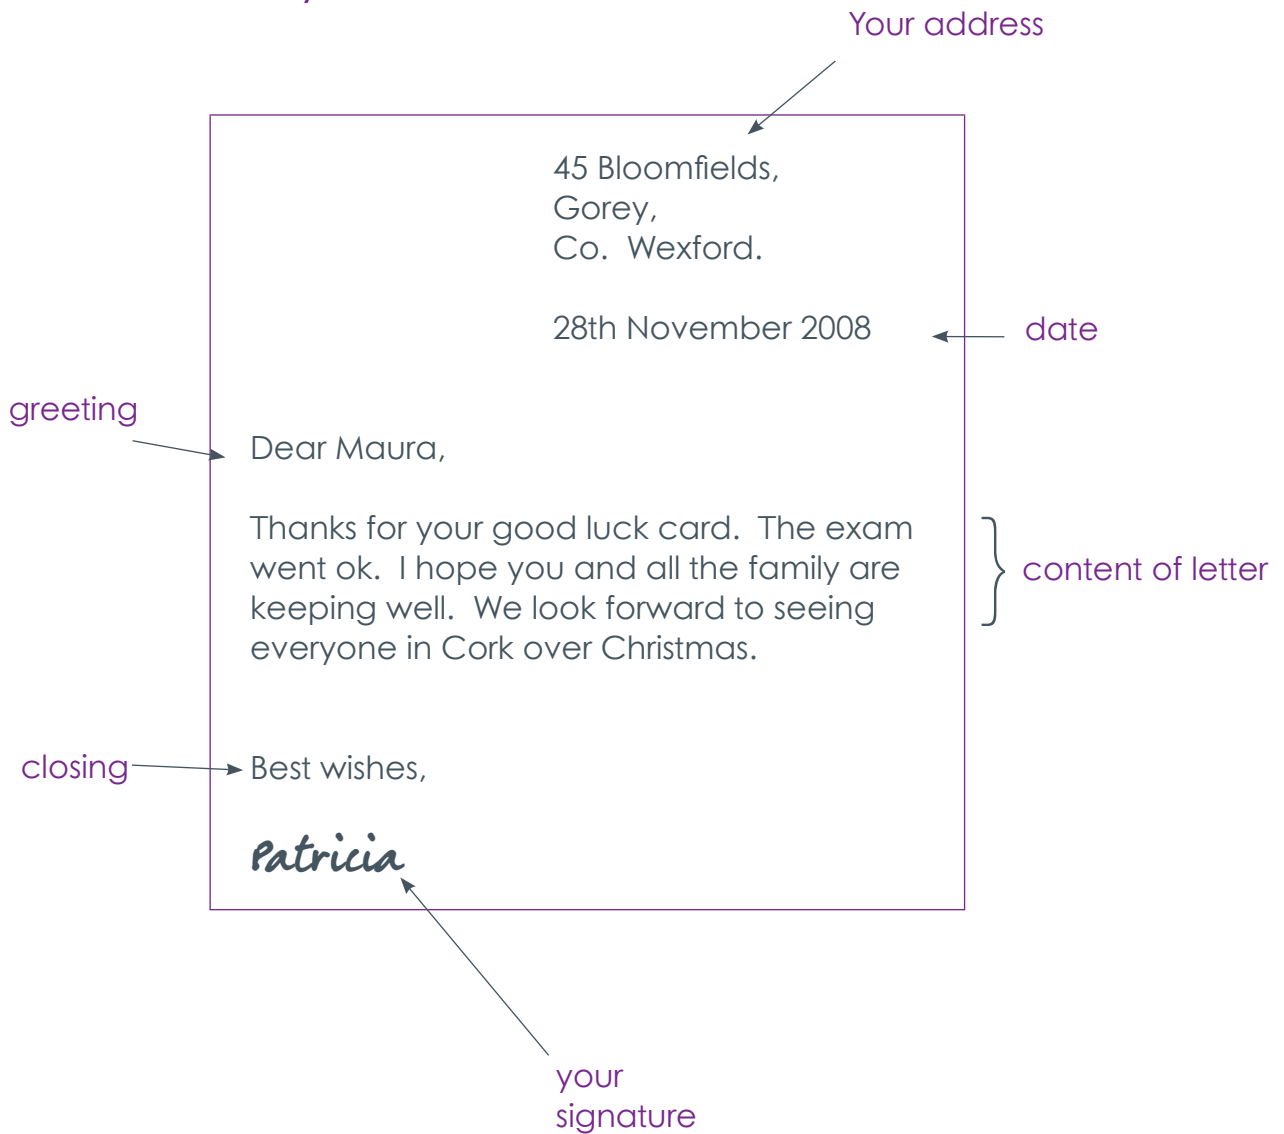 Your address
45 Bloomfields,
Gorey,
Co.  Wexford.
28th November 2008
date
greeting
Dear Maura,
Thanks for your good luck card.  The exam
went ok.  I hope you and all the family are
keeping well.  We look forward to seeing
everyone in Cork over Christmas.
content of letter
closing
Best wishes,
Patricia
your
signature